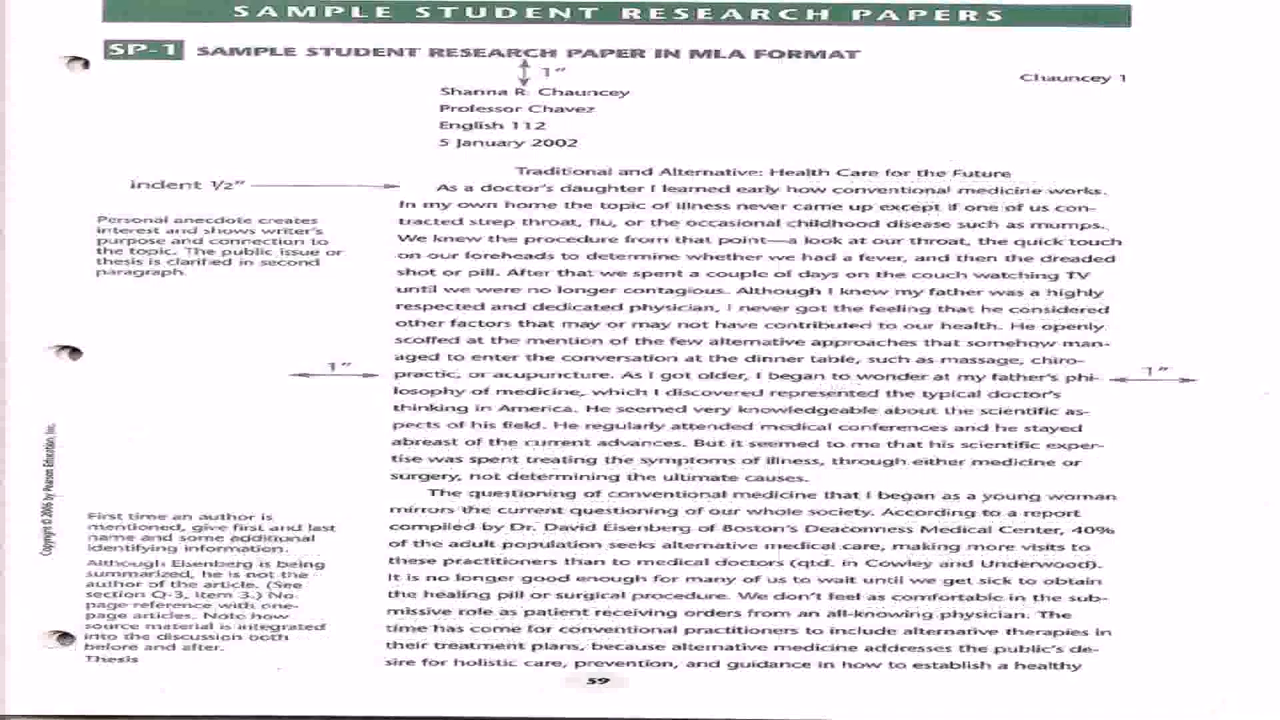 SAMPLE STUDENT RESEARCH PAPERS
SP-1 SAMPLE STUDENT RESEARCH PAPER IN MLA FORMAT
1"
Chauncey 1
Shanna R. Chauncey
Professor Chavez
English 112
5 January 2002
Traditional and Alternative: Health Care for the Future
Indent 1/2"
As a doctor's daughter I learned early how conventional medicine works.
In my own home the topic of illness never came up except if one of us con-
tracted strep throat, flu, or the occasional childhood disease such as mumps.
We knew the procedure from that point—a look at our throat, the quick touch
on our foreheads to determine whether we had a fever, and then the dreaded
shot or pill. After that we spent a couple of days on the couch watching TV
until we were no longer contagious. Although I knew my father was a highly
respected and dedicated physician, I never got the feeling that he considered
other factors that may or may not have contributed to our health. He openly
scoffed at the mention of the few alternative approaches that somehow man-
aged to enter the conversation at the dinner table, such as massage, chiro-
practic, or acupuncture. As I got older, I began to wonder at my father's phi-
losophy of medicine, which I discovered represented the typical doctor's
thinking in America. He seemed very knowledgeable about the scientific as-
pects of his field. He regularly attended medical conferences and he stayed
abreast of the current advances. But it seemed to me that his scientific exper-
tise was spent treating the symptoms of illness, through either medicine or
surgery, not determining the ultimate causes.
Personal anecdote creates
interest and shows writer's
purpose and connection to
the topic. The public issue or
thesis is clarified in second
paragraph.
1"
1"
The questioning of conventional medicine that I began as a young woman
mirrors the current questioning of our whole society. According to a report
compiled by Dr. David Eisenberg of Boston's Deaconness Medical Center, 40%
of the adult population seeks alternative medical care, making more visits to
these practitioners than to medical doctors (qtd. in Cowley and Underwood).
It is no longer good enough for many of us to wait until we get sick to obtain
the healing pill or surgical procedure. We don't feel as comfortable in the sub-
missive role as patient receiving orders from an all-knowing physician. The
time has come for conventional practitioners to include alternative therapies in
their treatment plans, because alternative medicine addresses the public's de-
sire for holistic care, prevention, and guidance in how to establish a healthy
First time an author is
mentioned, give first and last
name and some additional
identifying information.
Although Eisenberg is being
summarized, he is not the
author of the article. (See
section Q-3, Item 3.) No
page reference with one-
page articles. Note how
source material is integrated
into the discussion both
before and after.
Thesis
Copyright © 2006 by Pearson Education, Inc.
59